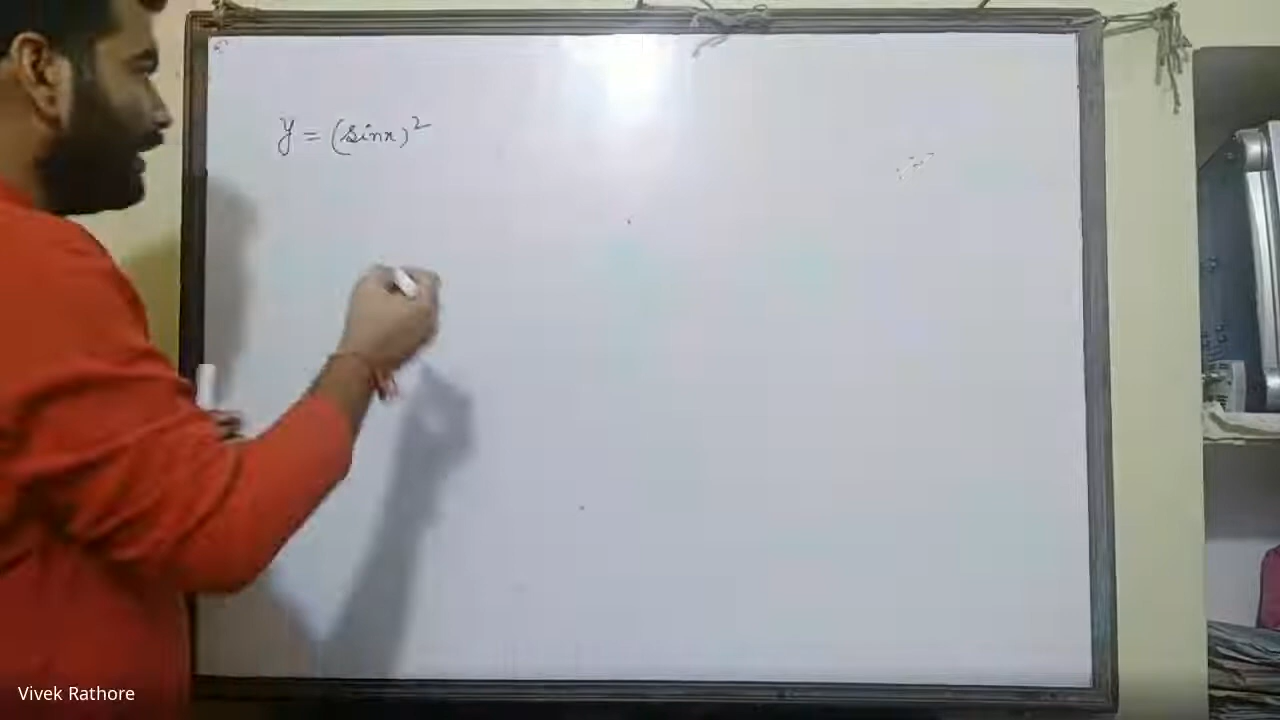 y = (sinx)²
Vivek Rathore